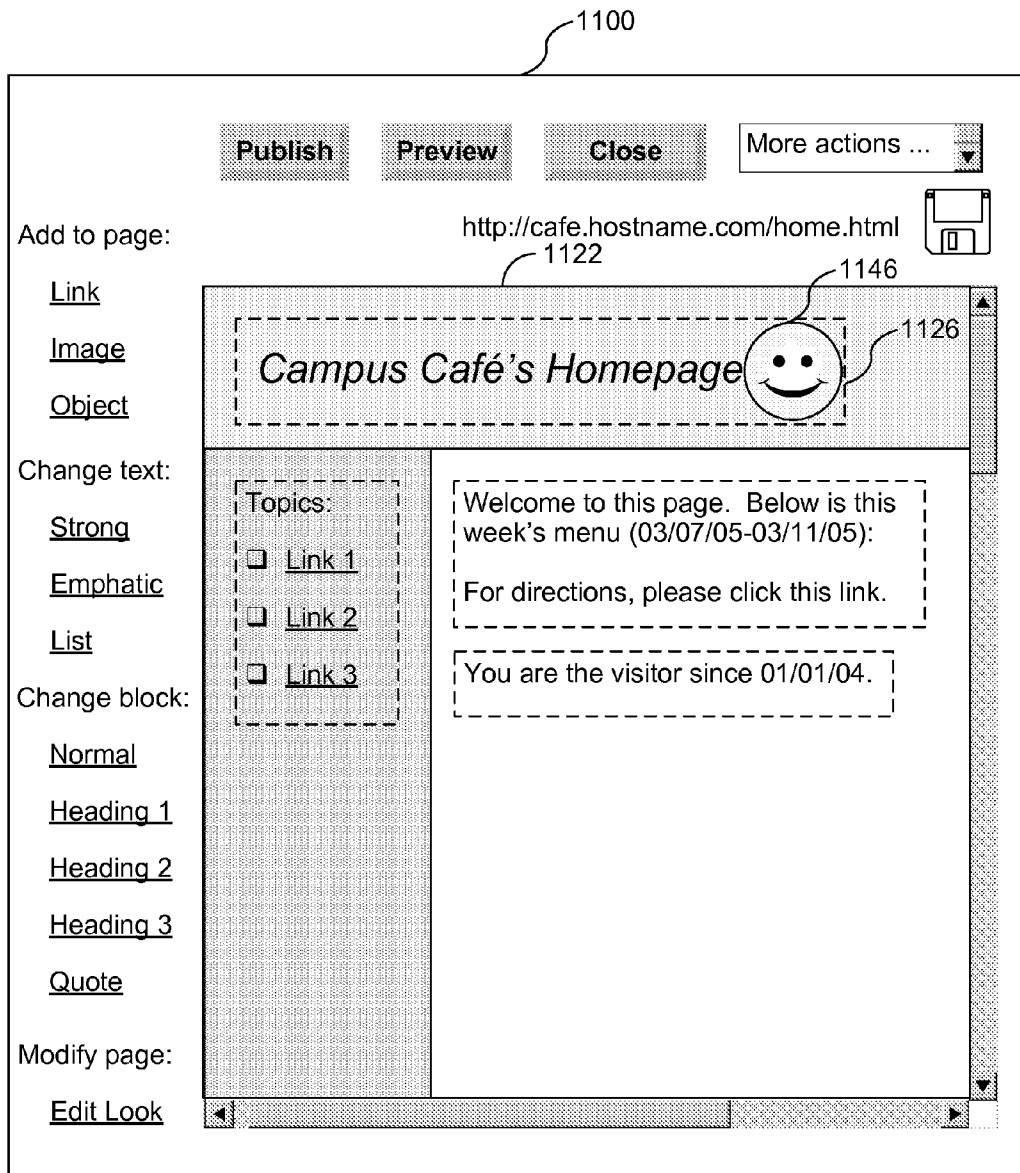 1100
Publish Preview Close More actions ...
http://cafe.hostname.com/home.html
Add to page:
Link
Image
Object
Change text:
Strong
Emphatic
List
Change block:
Normal
Heading 1
Heading 2
Heading 3
Quote
Modify page:
Edit Look
1122
1146
1126
Campus Café's Homepage
Topics:
Link 1
Link 2
Link 3
Welcome to this page. Below is this
week's menu (03/07/05-03/11/05):
For directions, please click this link.
You are the visitor since 01/01/04.